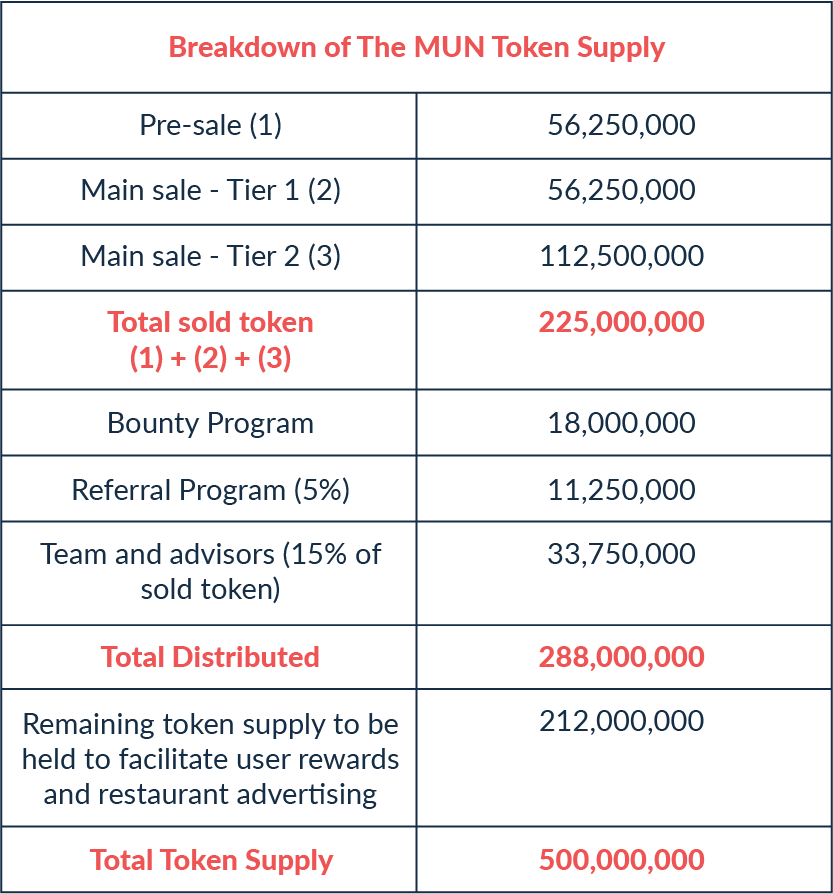 Breakdown of The MUN Token Supply
Pre-sale (1) 56,250,000
Main sale - Tier 1 (2) 56,250,000
Main sale - Tier 2 (3) 112,500,000
Total sold token 225,000,000
(1) + (2) + (3)
Bounty Program 18,000,000
Referral Program (5%) 11,250,000
Team and advisors (15% of 33,750,000
sold token)
Total Distributed 288,000,000
Remaining token supply to be 212,000,000
held to facilitate user rewards
and restaurant advertising
Total Token Supply 500,000,000